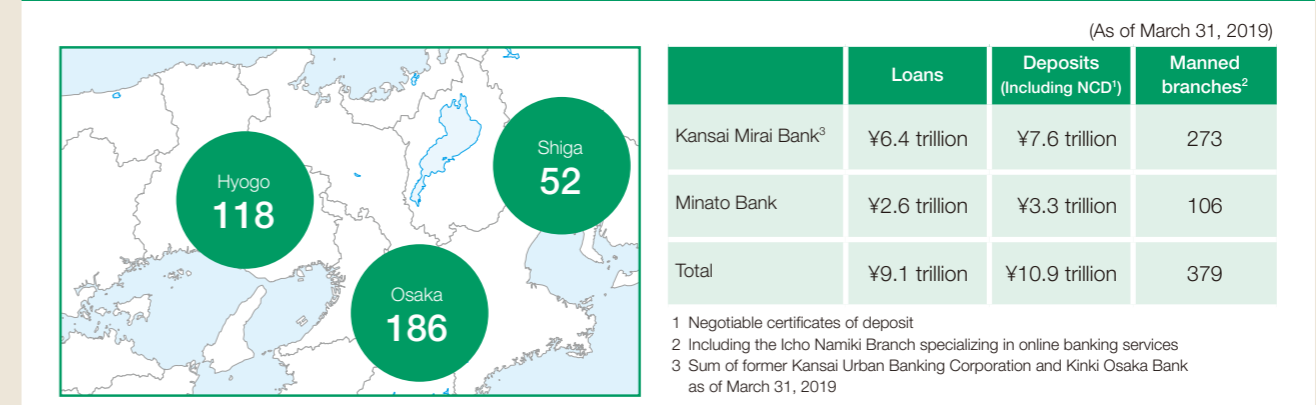 (As of March 31, 2019)
Hyogo
118
Shiga
52
Osaka
186
Loans
Deposits
(Including NCD¹)
Manned
branches²
Kansai Mirai Bank³ ¥6.4 trillion ¥7.6 trillion 273
Minato Bank ¥2.6 trillion ¥3.3 trillion 106
Total ¥9.1 trillion ¥10.9 trillion 379
1 Negotiable certificates of deposit
2 Including the Icho Namiki Branch specializing in online banking services
3 Sum of former Kansai Urban Banking Corporation and Kinki Osaka Bank
as of March 31, 2019